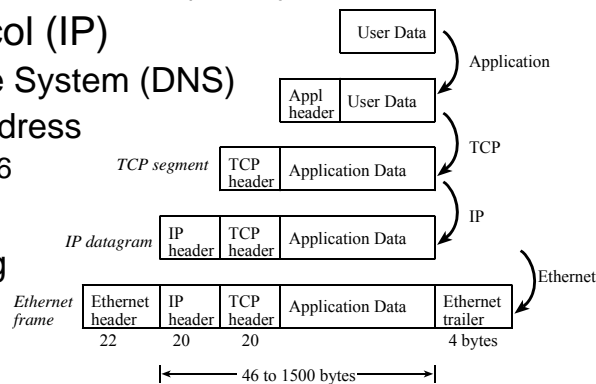 User Data
col (IP)
Application
e System (DNS)
Appl header
User Data
dress
TCP
6
TCP segment
TCP header
Application Data
IP
IP datagram
IP header
TCP header
Application Data
g
Ethernet
Ethernet frame
Ethernet header
IP header
TCP header
Application Data
Ethernet trailer
22
20
20
4 bytes
46 to 1500 bytes